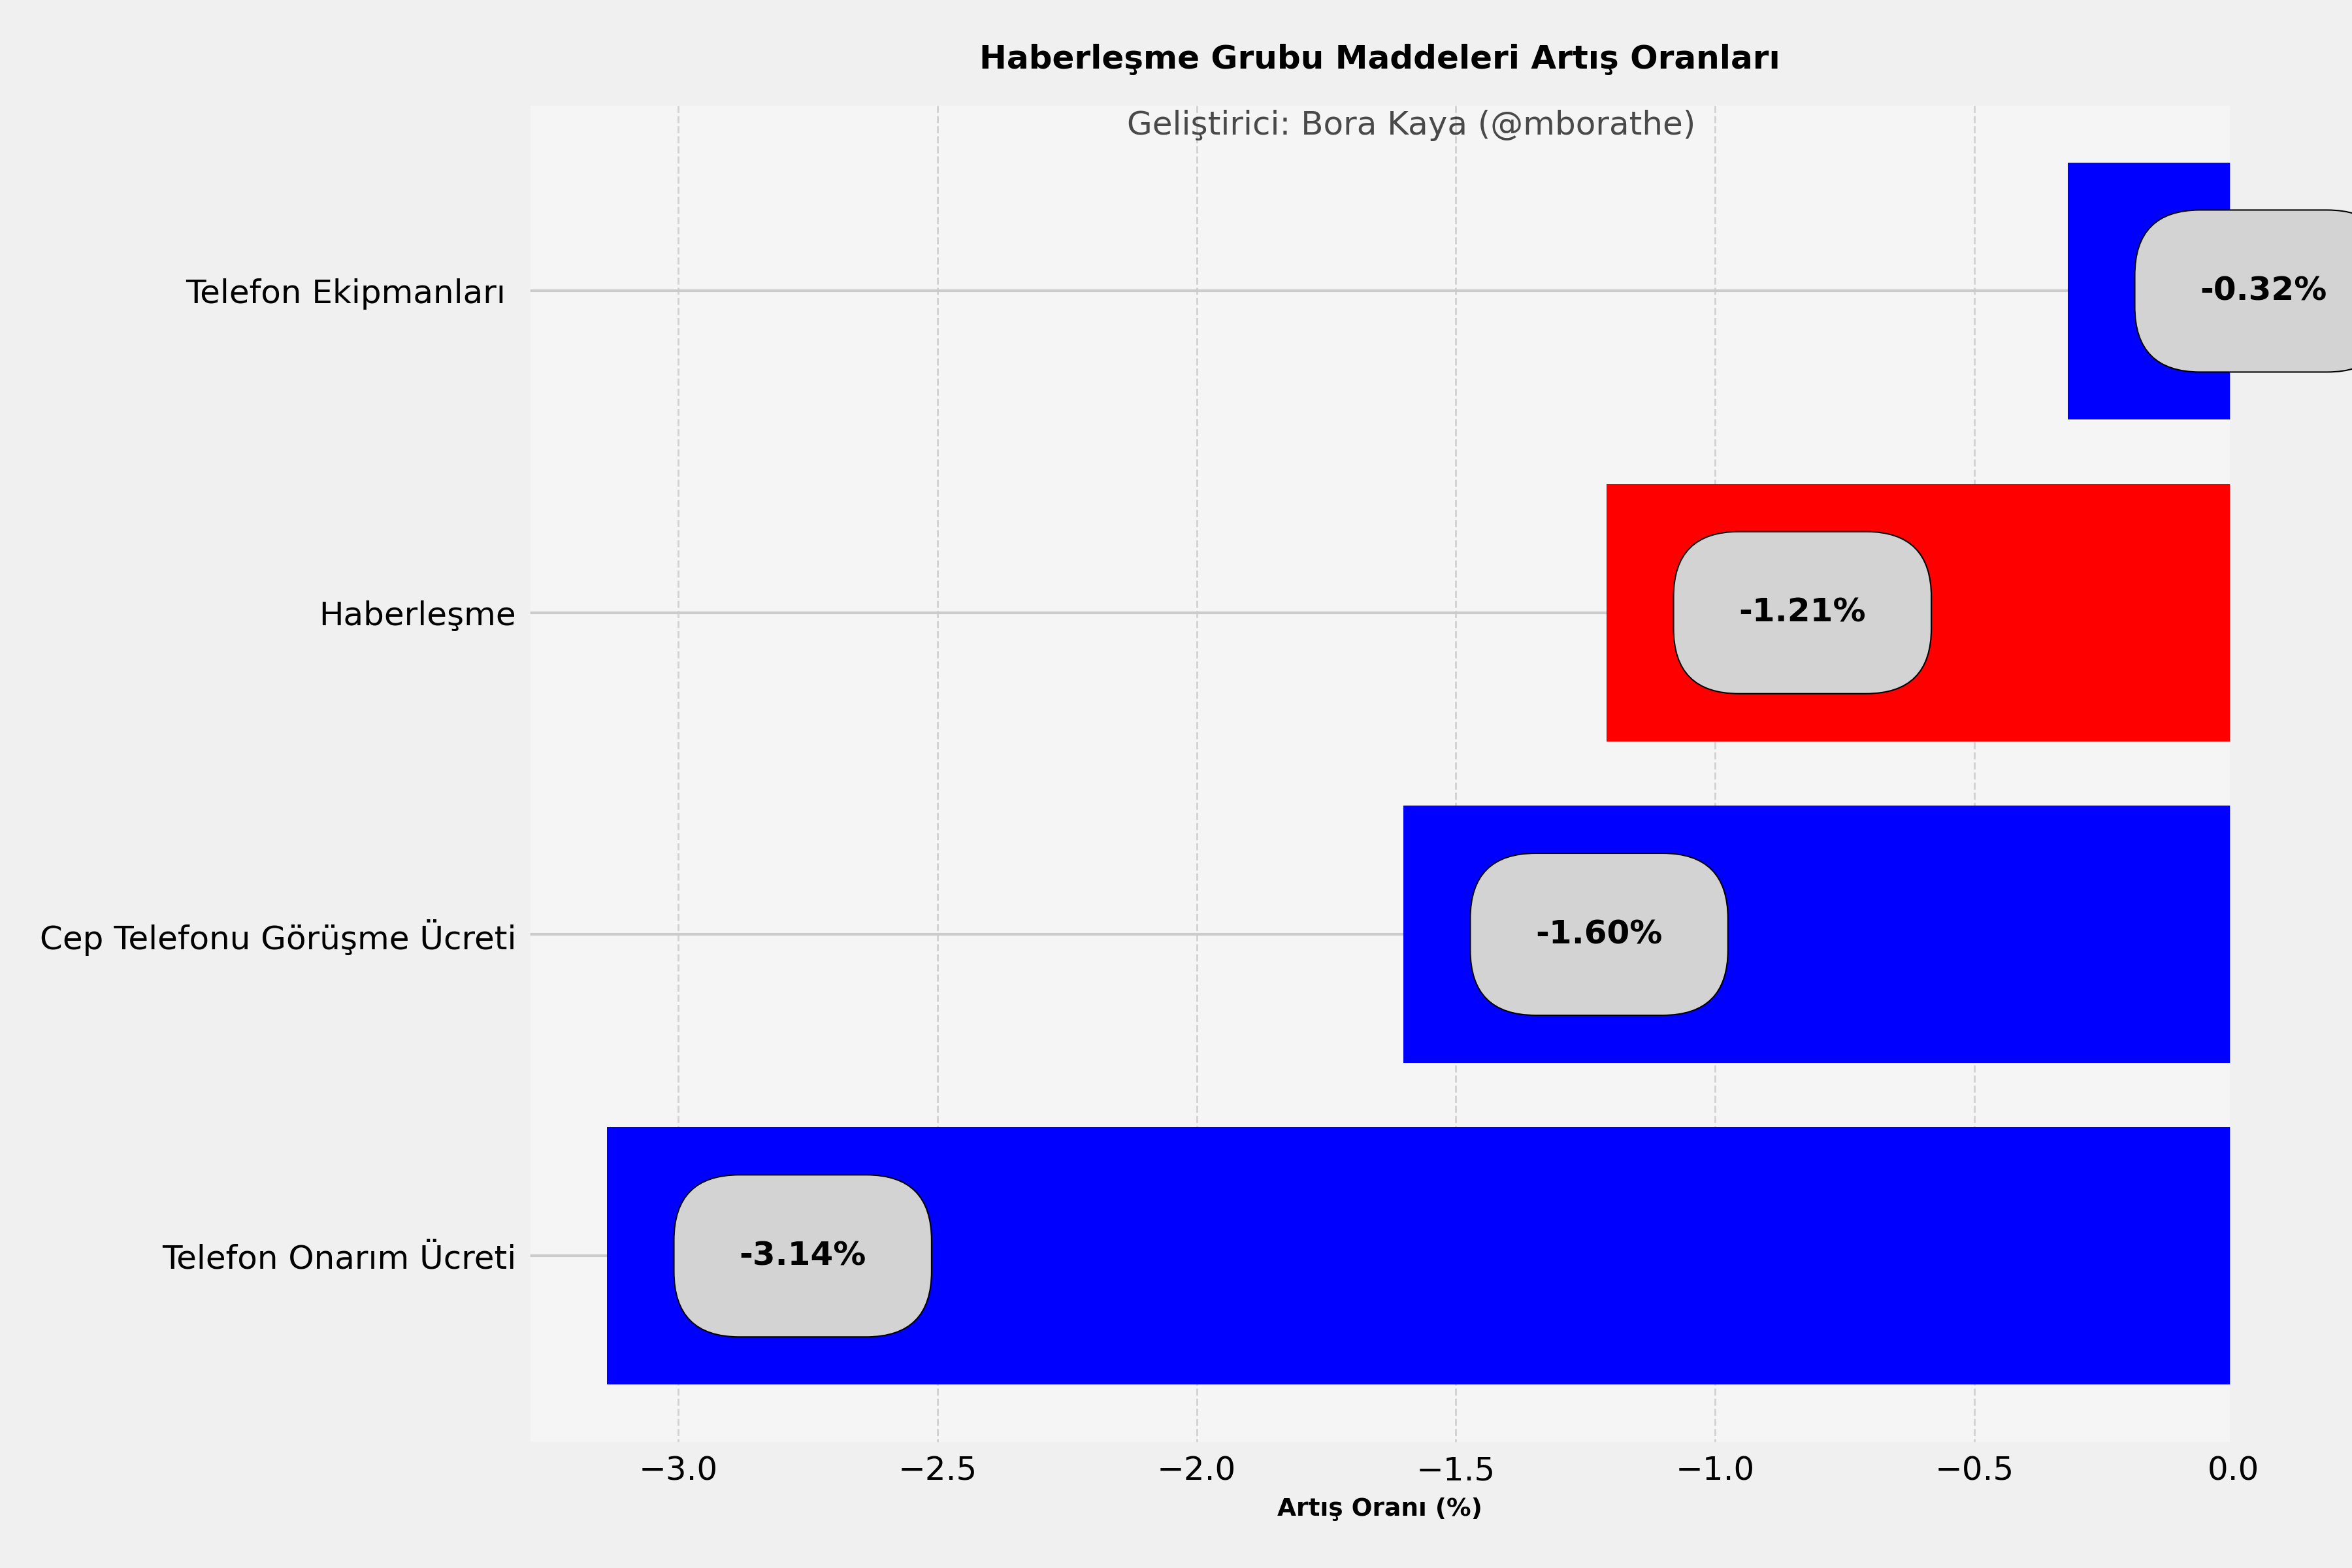 Haberleşme Grubu Maddeleri Artış Oranları
Geliştirici: Bora Kaya (@mborathe)
Telefon Ekipmanları
-0.32%
Haberleşme
-1.21%
Cep Telefonu Görüşme Ücreti
-1.60%
Telefon Onarım Ücreti
-3.14%
−3.0 −2.5 −2.0 −1.5 −1.0 −0.5 0.0
Artış Oranı (%)